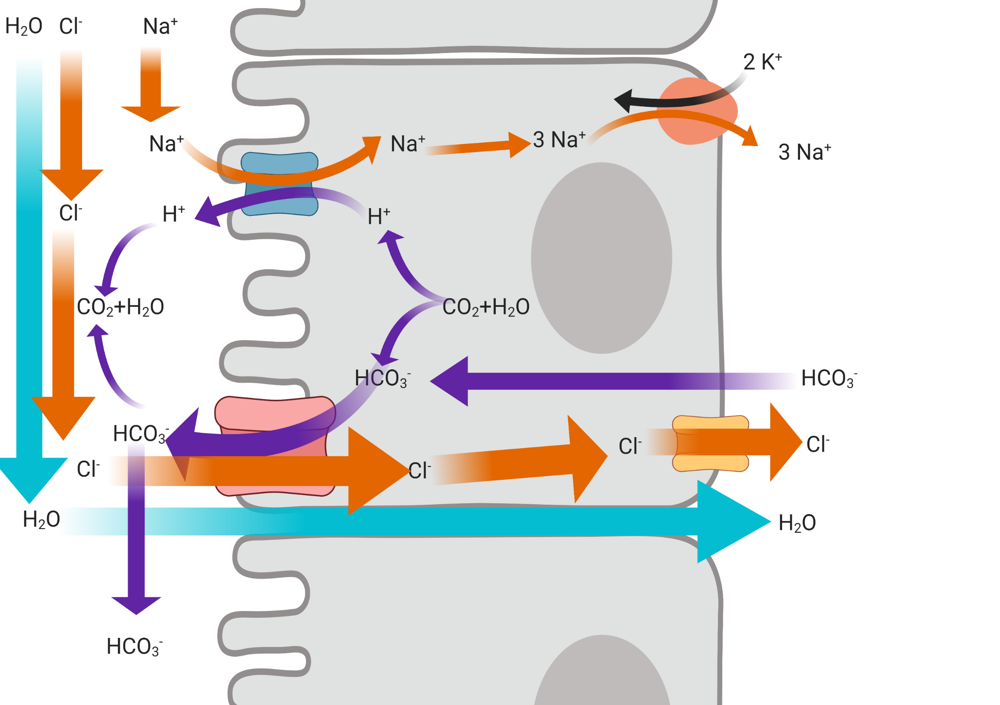 H₂O Cl⁻ Na⁺
2 K⁺
Na⁺ Na⁺ 3 Na⁺ 3 Na⁺
Cl⁻ H⁺ H⁺
CO₂+H₂O CO₂+H₂O
HCO₃⁻ HCO₃⁻
HCO₃⁻ Cl⁻ Cl⁻
Cl⁻ Cl⁻
H₂O H₂O
HCO₃⁻